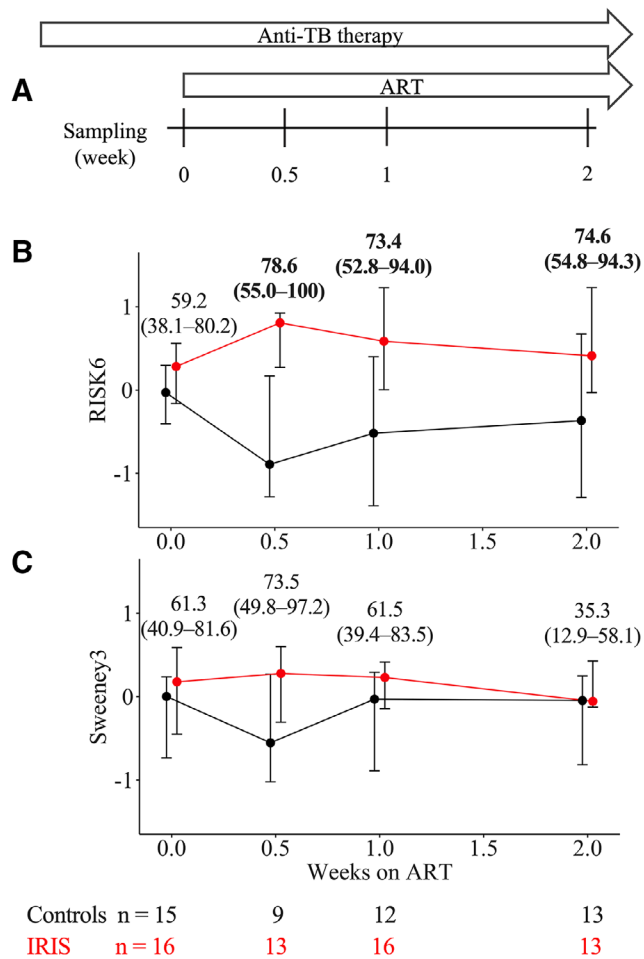 Anti-TB therapy
A
ART
Sampling
(week)
0 0.5 1 2
B
59.2
(38.1–80.2)
78.6
(55.0–100)
73.4
(52.8–94.0)
74.6
(54.8–94.3)
RISK6
1
0
-1
0.0 0.5 1.0 1.5 2.0
C
61.3
(40.9–81.6)
73.5
(49.8–97.2)
61.5
(39.4–83.5)
35.3
(12.9–58.1)
Sweeney3
1
0
-1
0.0 0.5 1.0 1.5 2.0
Weeks on ART
Controls n = 15 9 12 13
IRIS n = 16 13 16 13